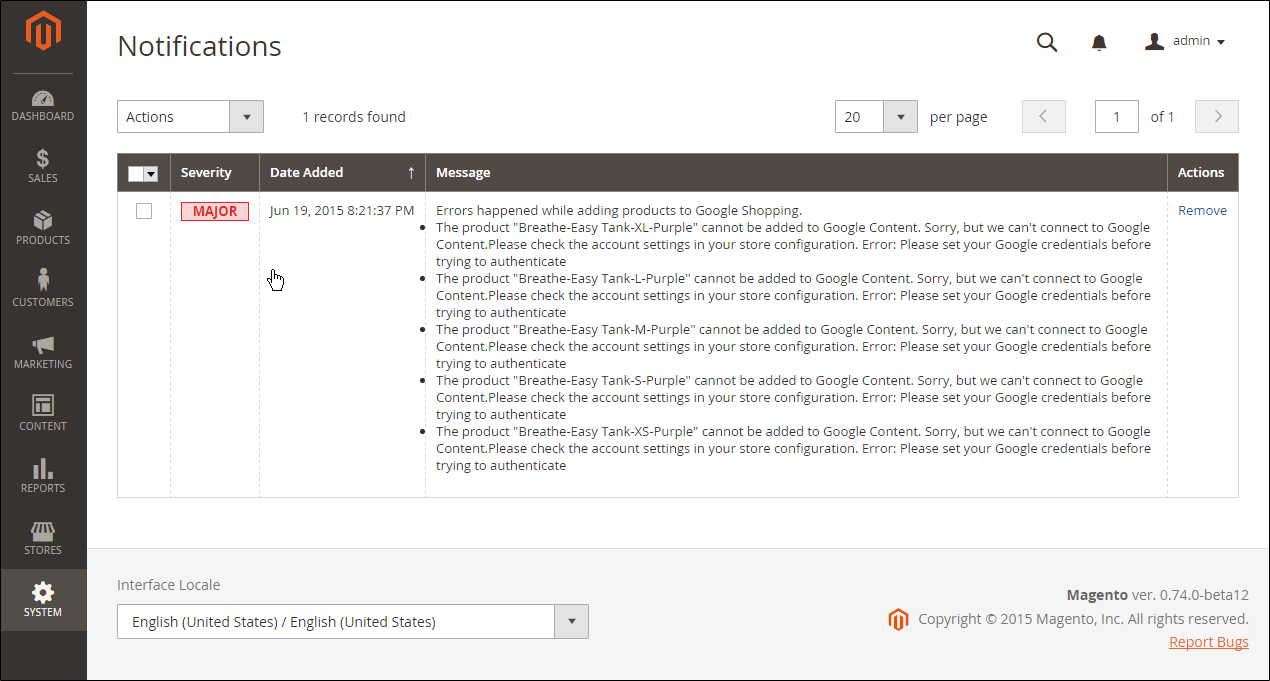 Notifications
admin
DASHBOARD
SALES
PRODUCTS
CUSTOMERS
MARKETING
CONTENT
REPORTS
STORES
SYSTEM
Actions
1 records found
20
per page
1
of 1
Severity
Date Added
Message
Actions
MAJOR
Jun 19, 2015 8:21:37 PM
Errors happened while adding products to Google Shopping.
The product "Breathe-Easy Tank-XL-Purple" cannot be added to Google Content. Sorry, but we can't connect to Google
Content.Please check the account settings in your store configuration. Error: Please set your Google credentials before
trying to authenticate
The product "Breathe-Easy Tank-L-Purple" cannot be added to Google Content. Sorry, but we can't connect to Google
Content.Please check the account settings in your store configuration. Error: Please set your Google credentials before
trying to authenticate
The product "Breathe-Easy Tank-M-Purple" cannot be added to Google Content. Sorry, but we can't connect to Google
Content.Please check the account settings in your store configuration. Error: Please set your Google credentials before
trying to authenticate
The product "Breathe-Easy Tank-S-Purple" cannot be added to Google Content. Sorry, but we can't connect to Google
Content.Please check the account settings in your store configuration. Error: Please set your Google credentials before
trying to authenticate
The product "Breathe-Easy Tank-XS-Purple" cannot be added to Google Content. Sorry, but we can't connect to Google
Content.Please check the account settings in your store configuration. Error: Please set your Google credentials before
trying to authenticate
Remove
Interface Locale
English (United States) / English (United States)
Magento ver. 0.74.0-beta12
Copyright © 2015 Magento, Inc. All rights reserved.
Report Bugs